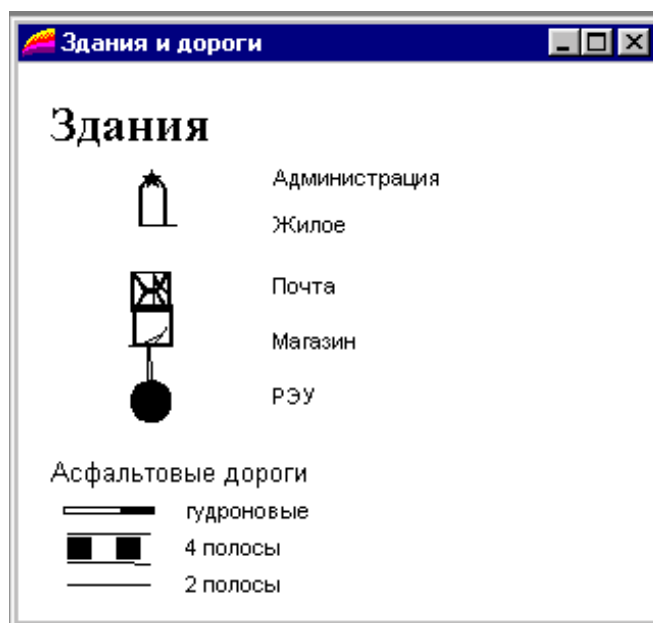 Здания и дороги
Здания
Администрация
Жилое
Почта
Магазин
РЭУ
Асфальтовые дороги
гудроновые
4 полосы
2 полосы